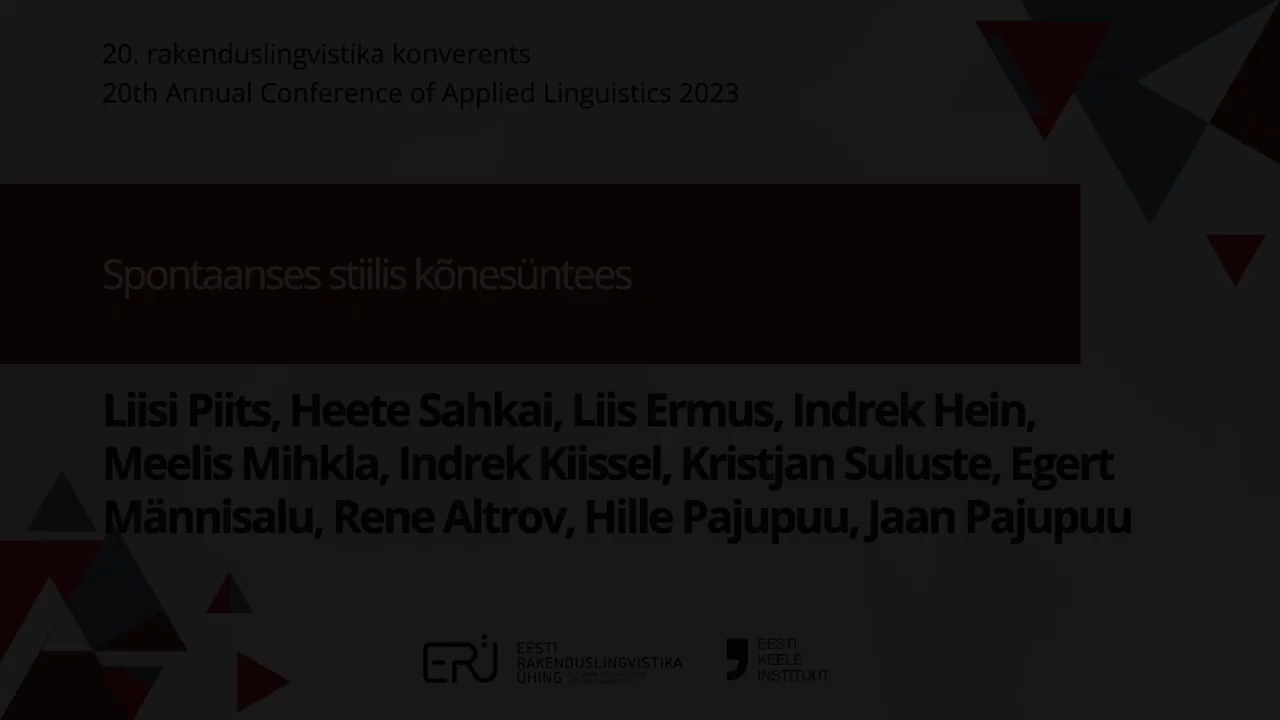 20. rakenduslingvistika konverents
20th Annual Conference of Applied Linguistics 2023
Spontaanses stiilis kõnesüntees
Liisi Piits, Heete Sahkai, Liis Ermus, Indrek Hein,
Meelis Mihkla, Indrek Kiissel, Kristjan Suluste, Egert
Männisalu, Rene Altrov, Hille Pajupuu, Jaan Pajupuu
ERÜ
EESTI
RAKENDUSLINGVISTIKA
ÜHING
EESTI
KEELE
INSTITUUT